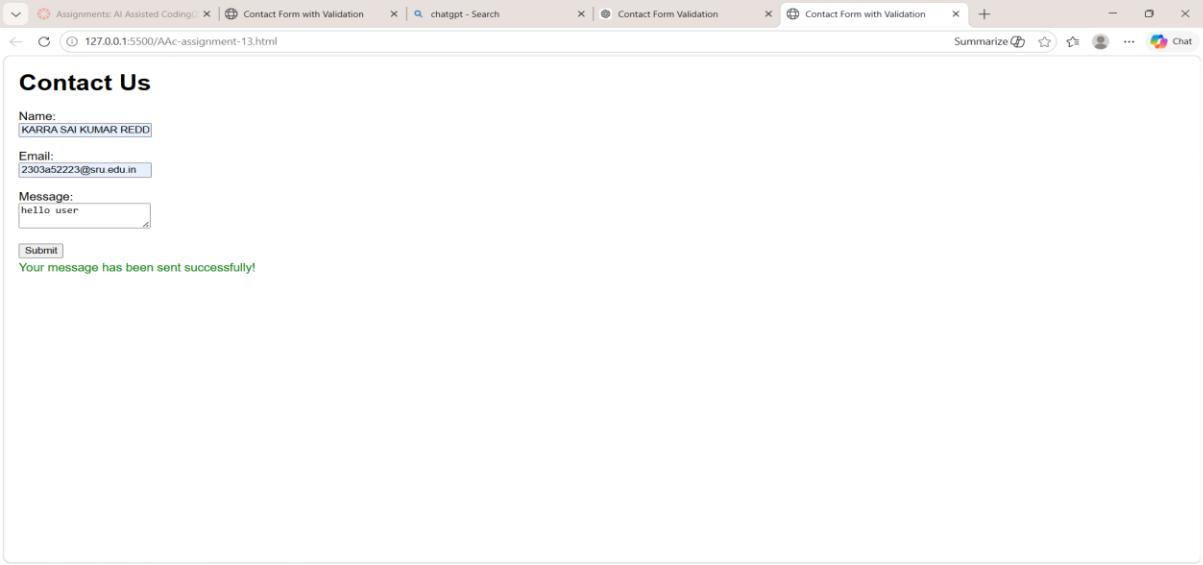 Assignments: AI Assisted Coding
Contact Form with Validation
chatgpt - Search
Contact Form Validation
Contact Form with Validation
127.0.0.1:5500/AAc-assignment-13.html
Summarize
Chat
Contact Us
Name:
KARRA SAI KUMAR REDD
Email:
2303a52223@sru.edu.in
Message:
hello user
Submit
Your message has been sent successfully!